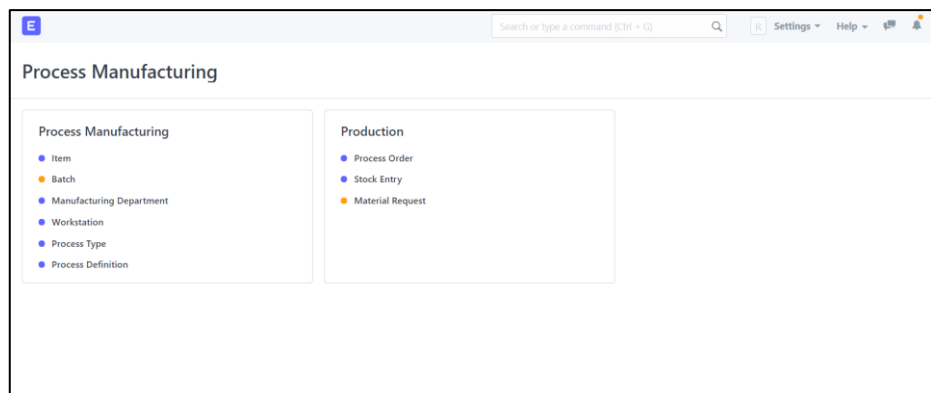 E
Search or type a command (Ctrl + G)
R
Settings
Help
Process Manufacturing
Process Manufacturing
Item
Batch
Manufacturing Department
Workstation
Process Type
Process Definition
Production
Process Order
Stock Entry
Material Request